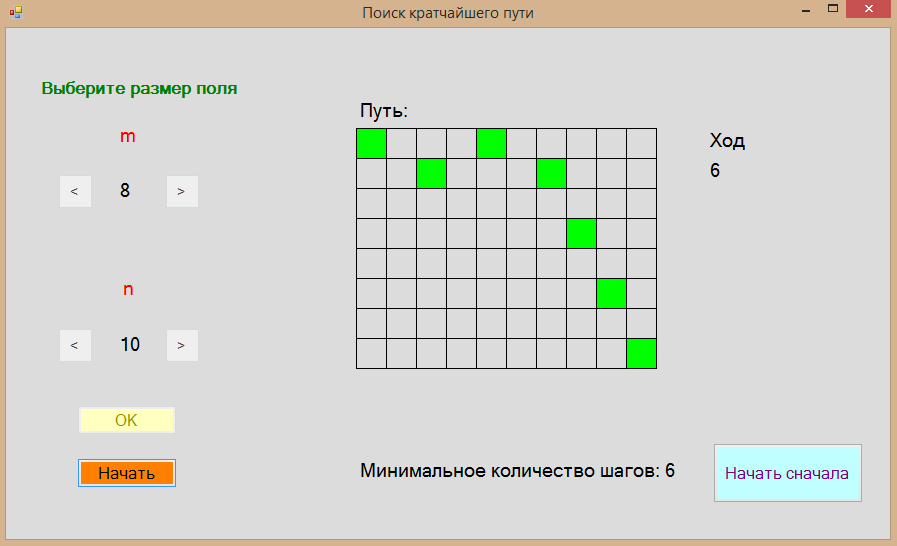 Поиск кратчайшего пути
Выберите размер поля
m
< 8 >
n
< 10 >
OK
Начать
Путь:
Ход
6
Минимальное количество шагов: 6
Начать сначала